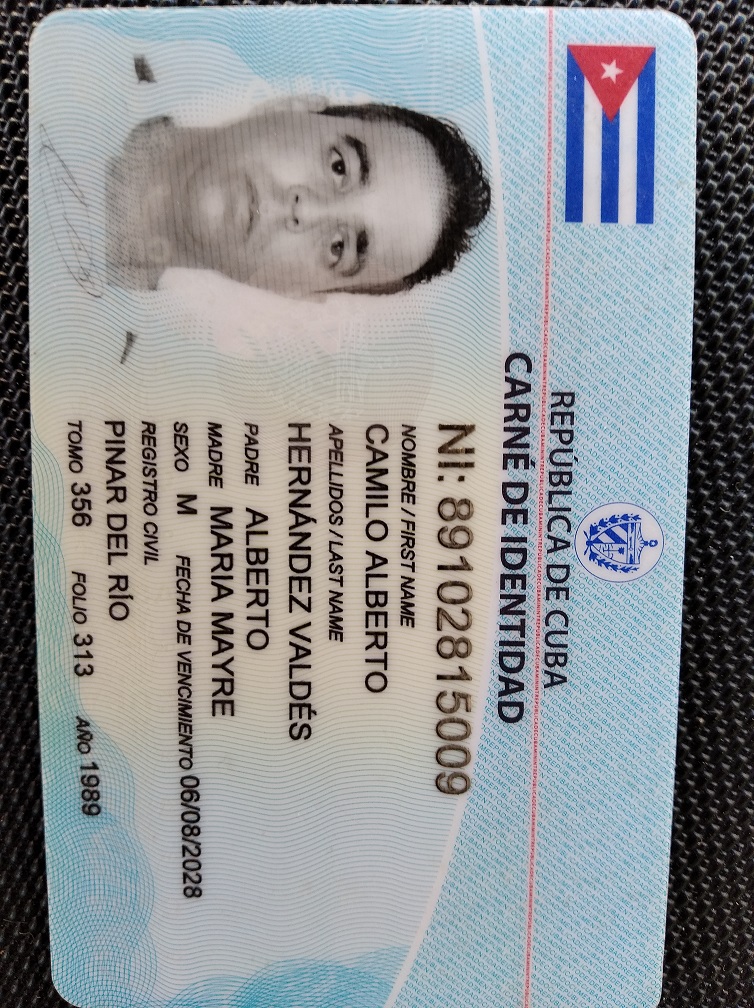 REPÚBLICA DE CUBA
CARNÉ DE IDENTIDAD
NI: 89102815009
NOMBRE / FIRST NAME
CAMILO ALBERTO
APELLIDOS / LAST NAME
HERNÁNDEZ VALDÉS
PADRE ALBERTO
MADRE MARIA MAYRE
SEXO M FECHA DE VENCIMIENTO 06/08/2028
REGISTRO CIVIL
PINAR DEL RÍO
TOMO 356 FOLIO 313 AÑO 1989